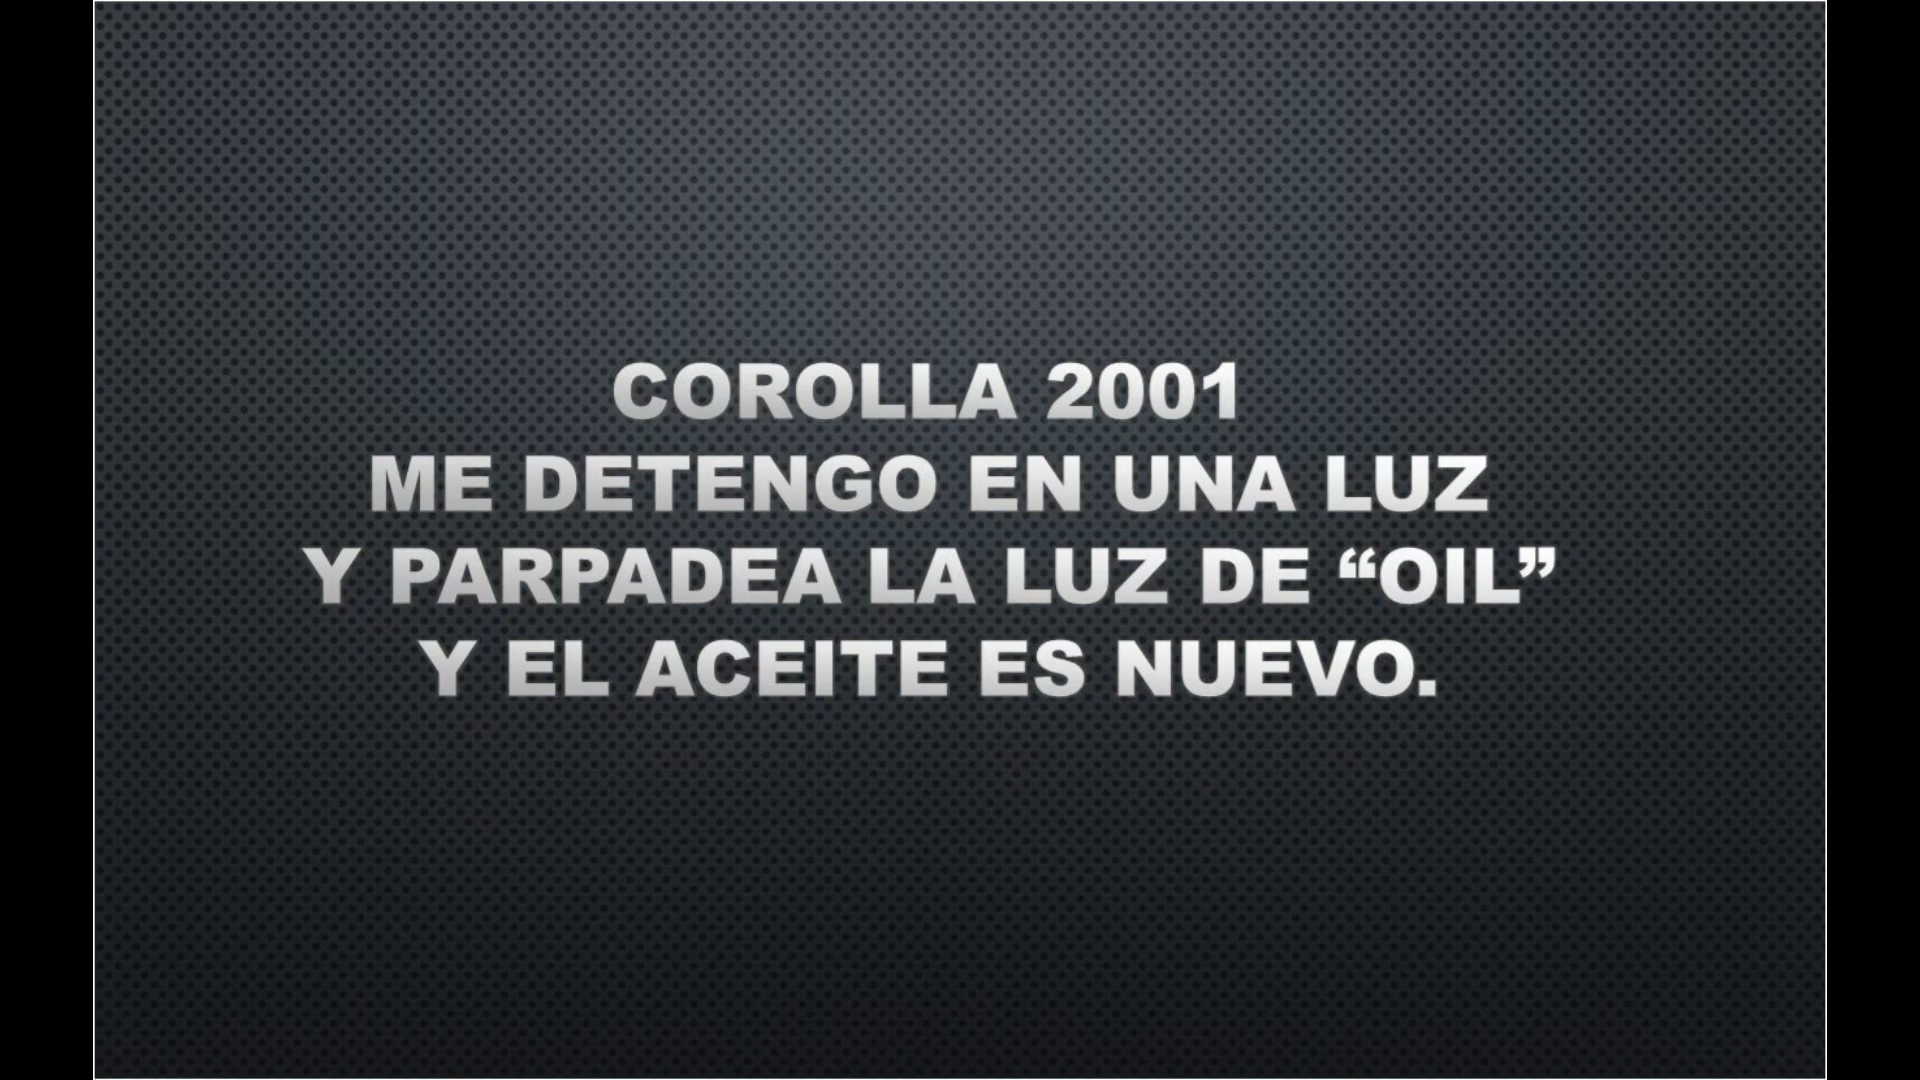 COROLLA 2001
ME DETENGO EN UNA LUZ
Y PARPADEA LA LUZ DE “OIL”
Y EL ACEITE ES NUEVO.